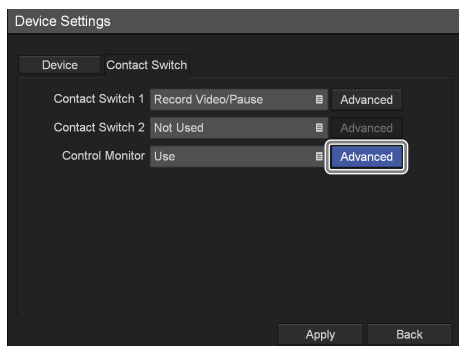 Device Settings
Device Contact Switch
Contact Switch 1 Record Video/Pause Advanced
Contact Switch 2 Not Used Advanced
Control Monitor Use Advanced
Apply Back